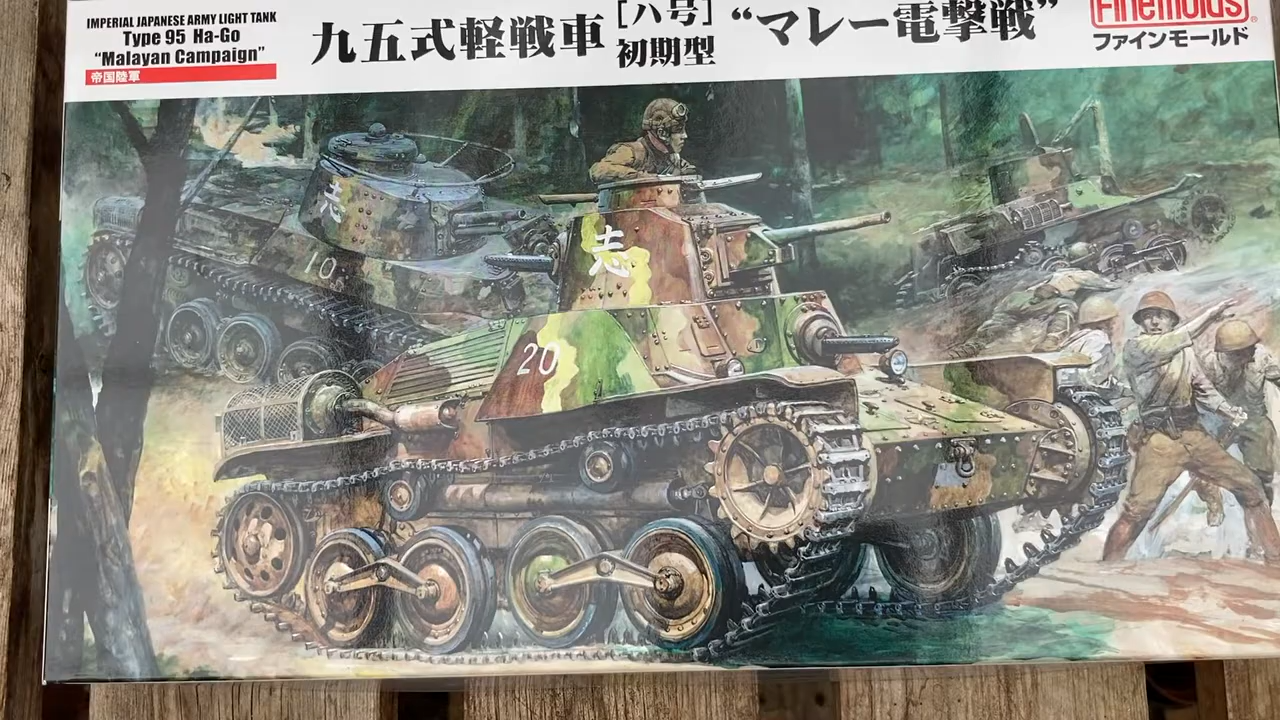 IMPERIAL JAPANESE ARMY LIGHT TANK
Type 95 Ha-Go
“Malayan Campaign”
帝国陸軍
九五式軽戦車 [ハ号] 初期型 “マレー電撃戦”
Finemolds
ファインモールド
志
10
志
20